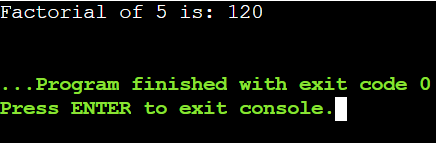 Factorial of 5 is: 120
...Program finished with exit code 0
Press ENTER to exit console.